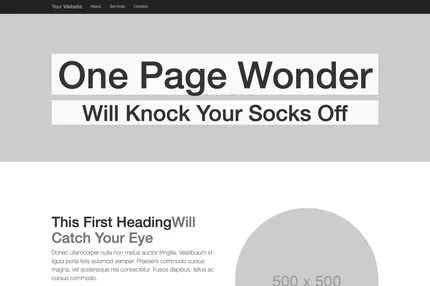 Your Website About Services Contact
One Page Wonder
Will Knock Your Socks Off
This First HeadingWill
Catch Your Eye
Donec ullamcorper nulla non metus auctor fringilla. Vestibulum id
ligula porta felis euismod semper. Praesent commodo cursus
magna, vel scelerisque nisl consectetur. Fusce dapibus, tellus ac
cursus commodo.
500 x 500